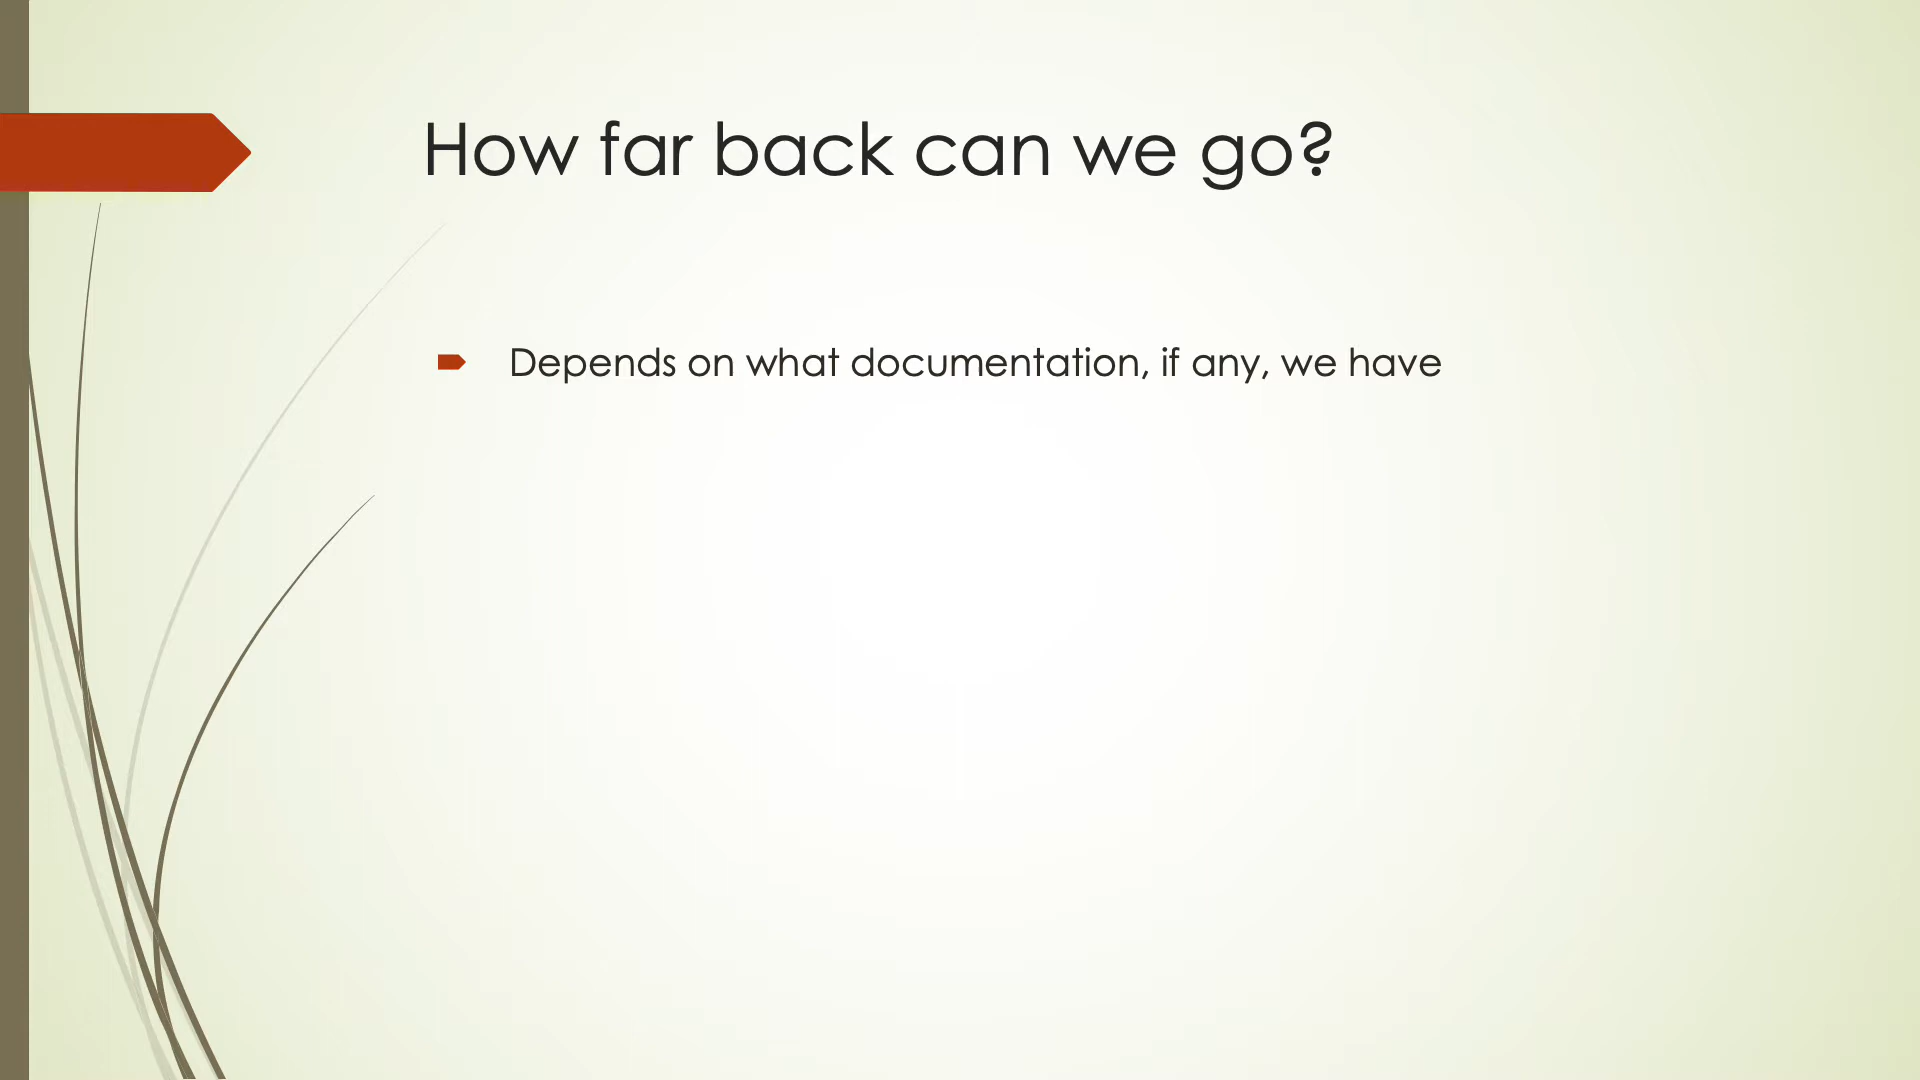 How far back can we go?
Depends on what documentation, if any, we have